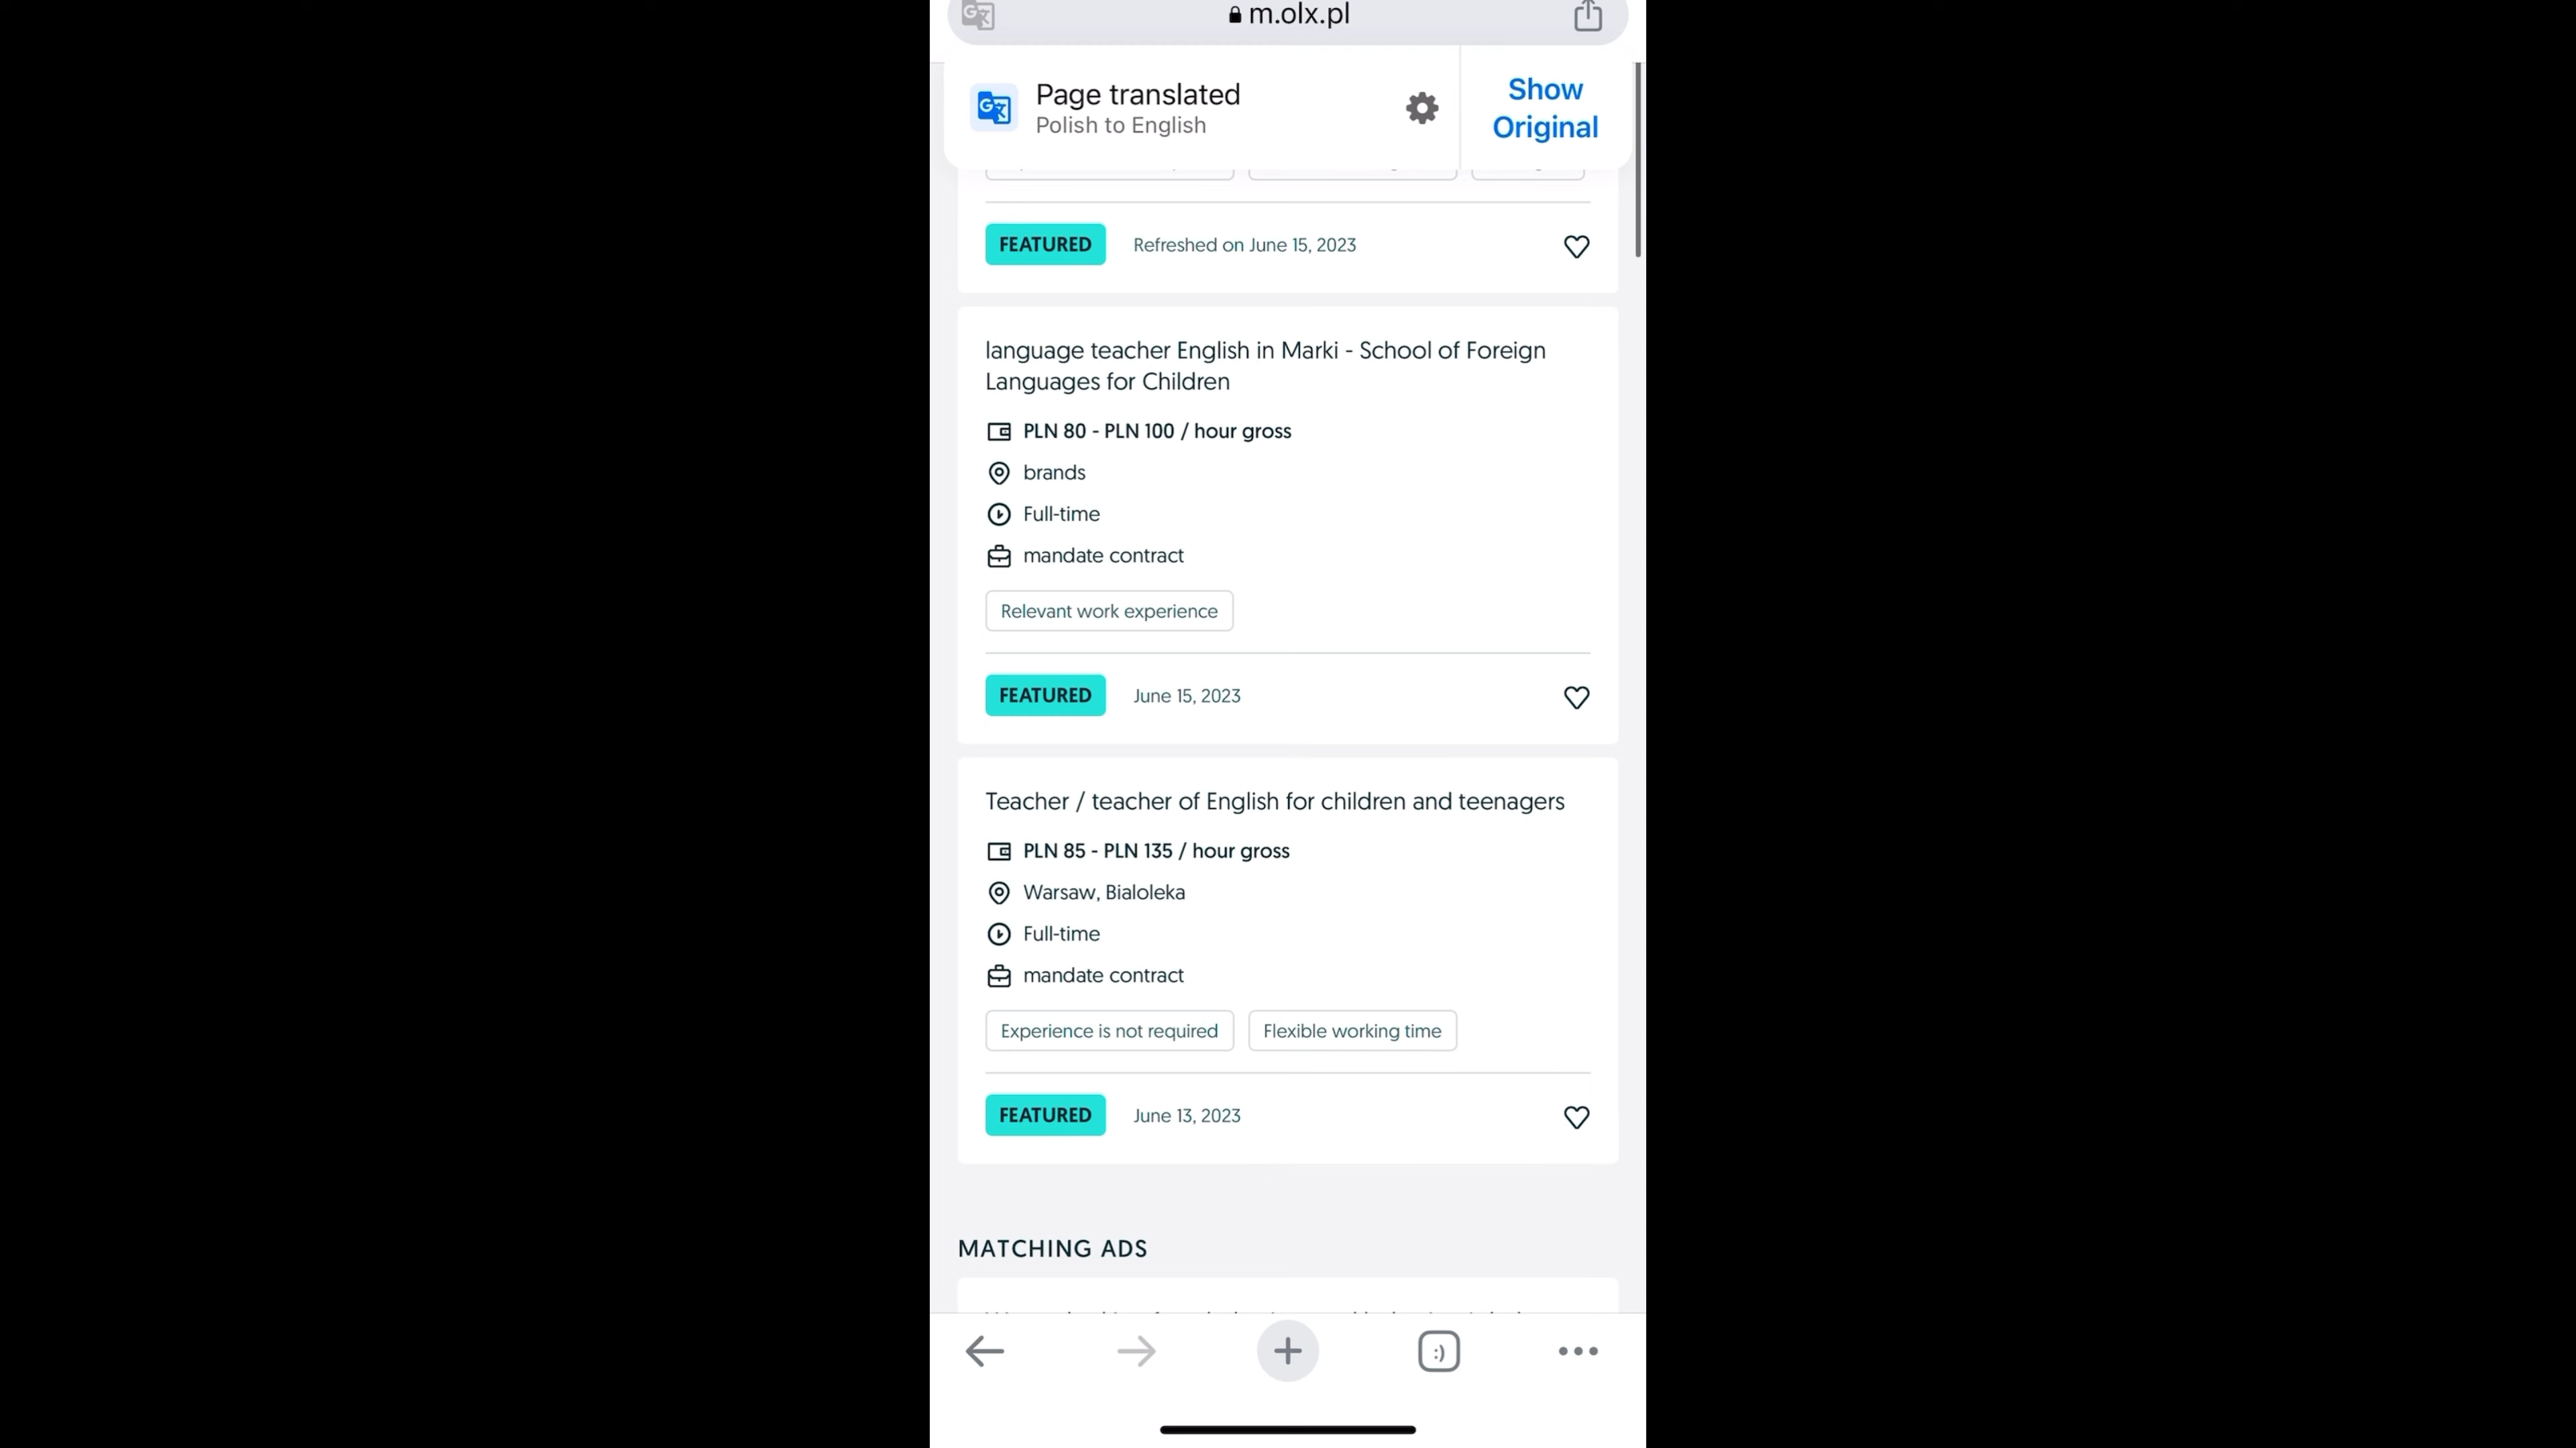 m.olx.pl
Page translated
Polish to English
Show
Original
FEATURED
Refreshed on June 15, 2023
language teacher English in Marki - School of Foreign
Languages for Children
PLN 80 - PLN 100 / hour gross
brands
Full-time
mandate contract
Relevant work experience
FEATURED
June 15, 2023
Teacher / teacher of English for children and teenagers
PLN 85 - PLN 135 / hour gross
Warsaw, Bialoleka
Full-time
mandate contract
Experience is not required
Flexible working time
FEATURED
June 13, 2023
MATCHING ADS
:)